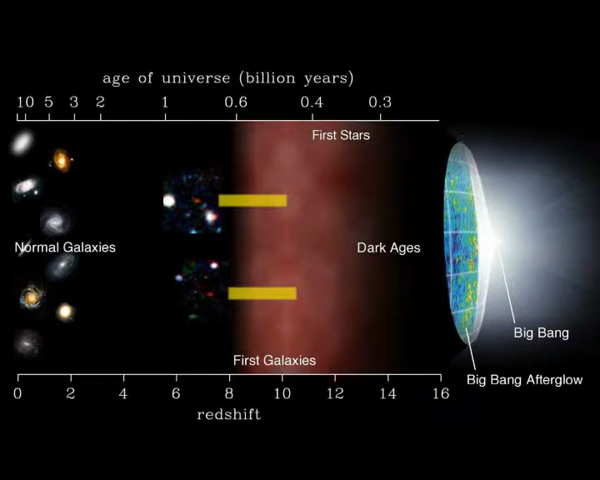 age of universe (billion years)
10 5 3 2 1 0.6 0.4 0.3
First Stars
Normal Galaxies
Dark Ages
Big Bang
First Galaxies
Big Bang Afterglow
0 2 4 6 8 10 12 14 16
redshift